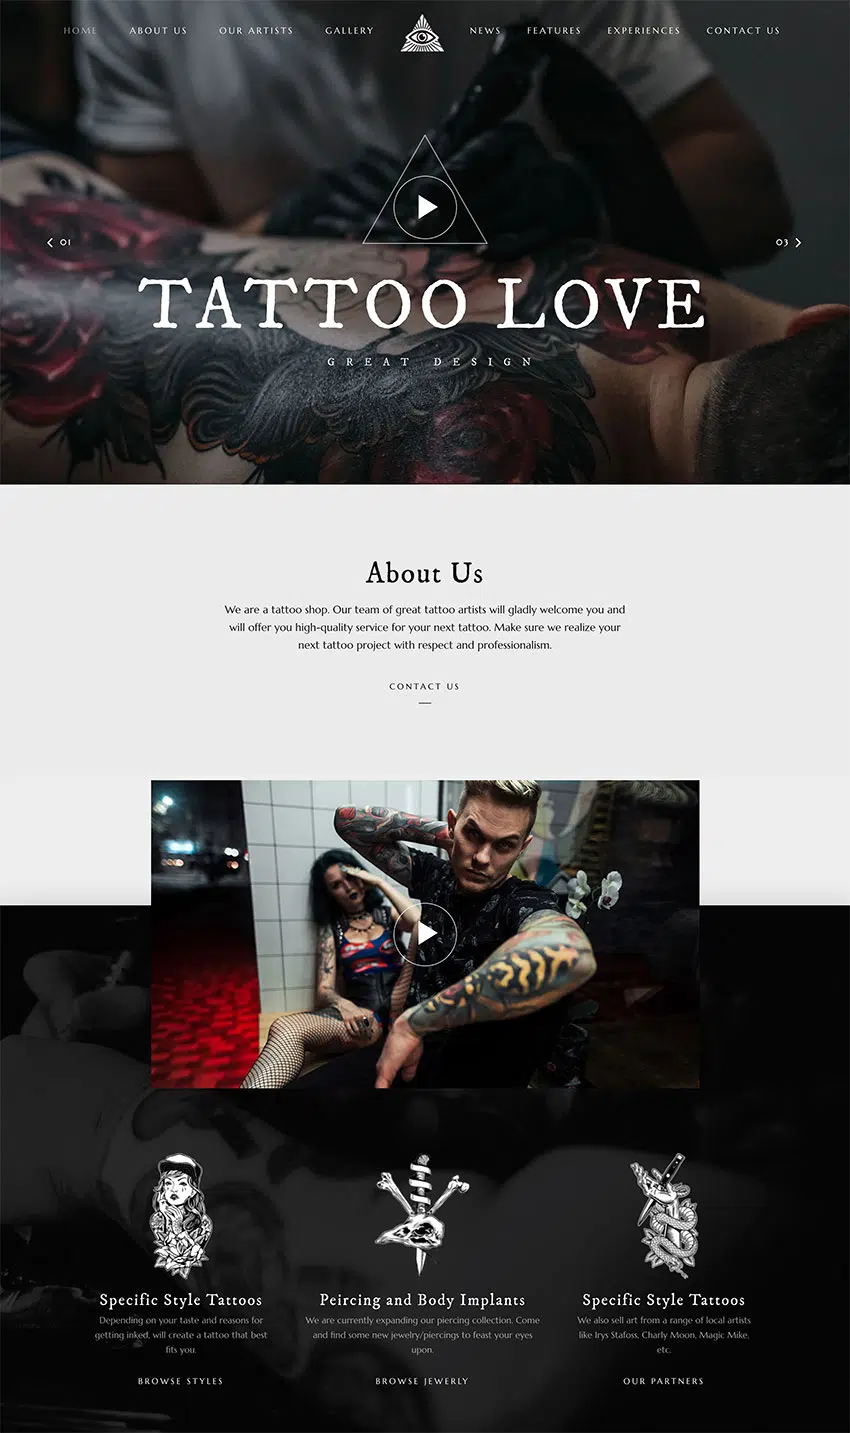 HOME ABOUT US OUR ARTISTS GALLERY NEWS FEATURES EXPERIENCES CONTACT US
01
03
TATTOO LOVE
GREAT DESIGN
About Us
We are a tattoo shop. Our team of great tattoo artists will gladly welcome you and
will offer you high-quality service for your next tattoo. Make sure we realize your
next tattoo project with respect and professionalism.
CONTACT US
Specific Style Tattoos
Depending on your taste and reasons for
getting inked, will create a tattoo that best
fits you.
BROWSE STYLES
Peircing and Body Implants
We are currently expanding our piercing collection. Come
and find some new jewelry/piercings to feast your eyes
upon.
BROWSE JEWERLY
Specific Style Tattoos
We also sell art from a range of local artists
like Irys Stafoss, Charly Moon, Magic Mike,
etc.
OUR PARTNERS